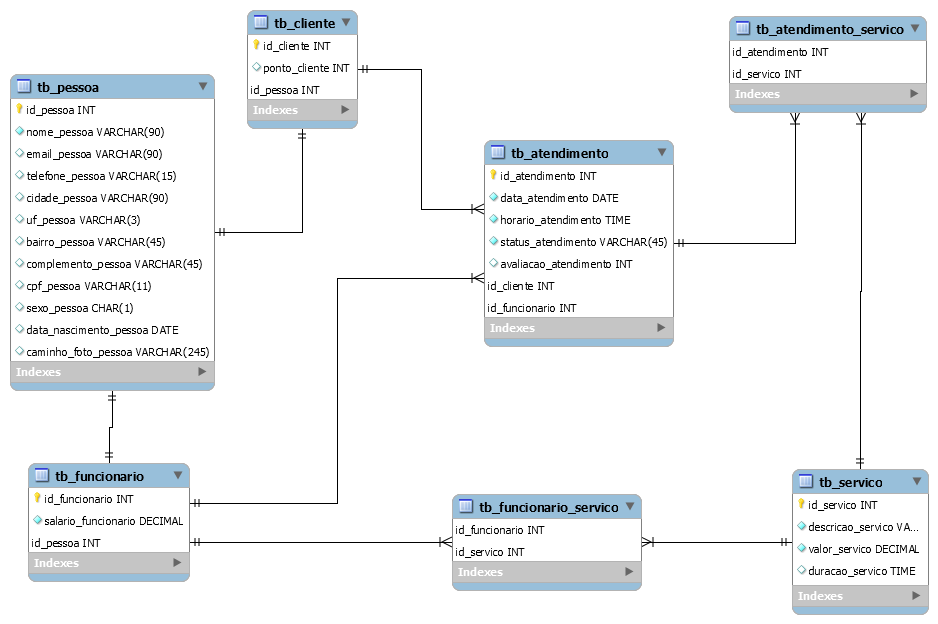 tb_cliente
id_cliente INT
ponto_cliente INT
id_pessoa INT
Indexes
tb_atendimento_servico
id_atendimento INT
id_servico INT
Indexes
tb_pessoa
id_pessoa INT
nome_pessoa VARCHAR(90)
email_pessoa VARCHAR(90)
telefone_pessoa VARCHAR(15)
cidade_pessoa VARCHAR(90)
uf_pessoa VARCHAR(3)
bairro_pessoa VARCHAR(45)
complemento_pessoa VARCHAR(45)
cpf_pessoa VARCHAR(11)
sexo_pessoa CHAR(1)
data_nascimento_pessoa DATE
caminho_foto_pessoa VARCHAR(245)
Indexes
tb_atendimento
id_atendimento INT
data_atendimento DATE
horario_atendimento TIME
status_atendimento VARCHAR(45)
avaliacao_atendimento INT
id_cliente INT
id_funcionario INT
Indexes
tb_funcionario
id_funcionario INT
salario_funcionario DECIMAL
id_pessoa INT
Indexes
tb_funcionario_servico
id_funcionario INT
id_servico INT
Indexes
tb_servico
id_servico INT
descricao_servico VA...
valor_servico DECIMAL
duracao_servico TIME
Indexes